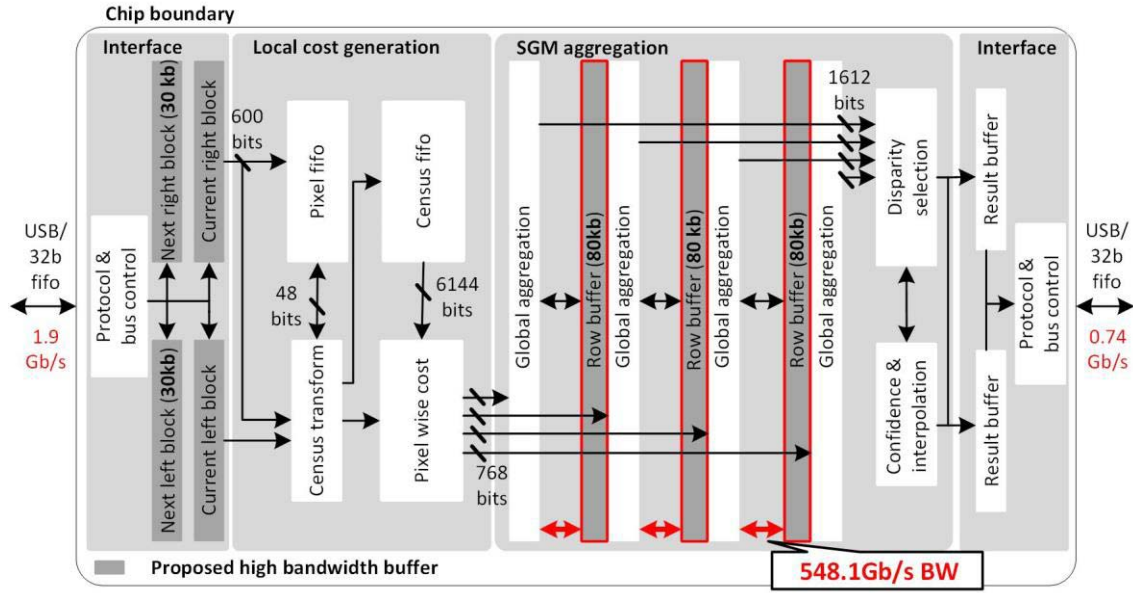 Chip boundary
Interface
Local cost generation
SGM aggregation
Interface
USB/
32b
fifo
1.9
Gb/s
Protocol &
bus control
Next right block (30 kb)
Current right block
Next left block (30kb)
Current left block
600
bits
Pixel fifo
Census fifo
48
bits
6144
bits
Census transform
Pixel wise cost
768
bits
Global aggregation
Row buffer (80kb)
Global aggregation
Row buffer (80 kb)
Global aggregation
Row buffer (80kb)
Global aggregation
1612
bits
Disparity
selection
Confidence &
interpolation
Result buffer
Result buffer
Protocol &
bus control
USB/
32b
fifo
0.74
Gb/s
Proposed high bandwidth buffer
548.1Gb/s BW